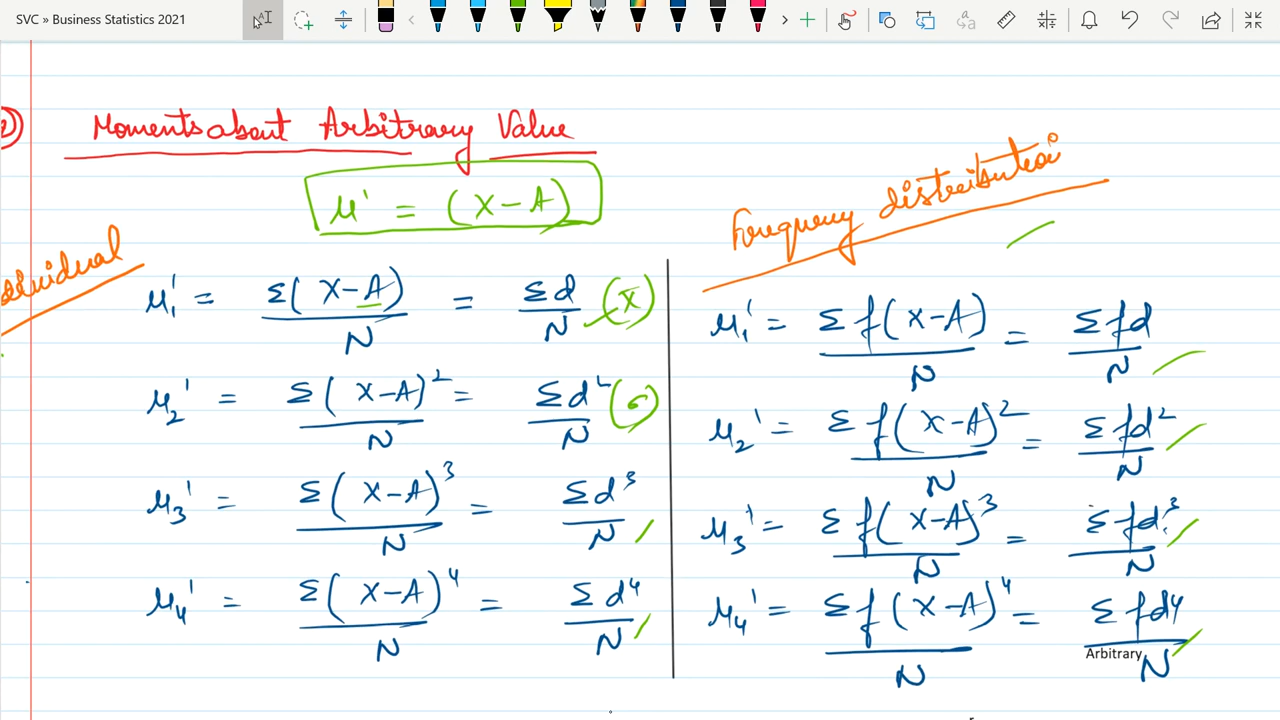 SVC » Business Statistics 2021
Moments about Arbitrary Value
μ' = (X-A)
Individual
μ₁' = Σ(X-A)/N = Σd/N (X̄)
μ₂' = Σ(X-A)²/N = Σd²/N (σ)
μ₃' = Σ(X-A)³/N = Σd³/N
μ₄' = Σ(X-A)⁴/N = Σd⁴/N
Frequency distribution
μ₁' = Σf(X-A)/N = Σfd/N
μ₂' = Σf(X-A)²/N = Σfd²/N
μ₃' = Σf(X-A)³/N = Σfd³/N
μ₄' = Σf(X-A)⁴/N = Σfd⁴/N
Arbitrary